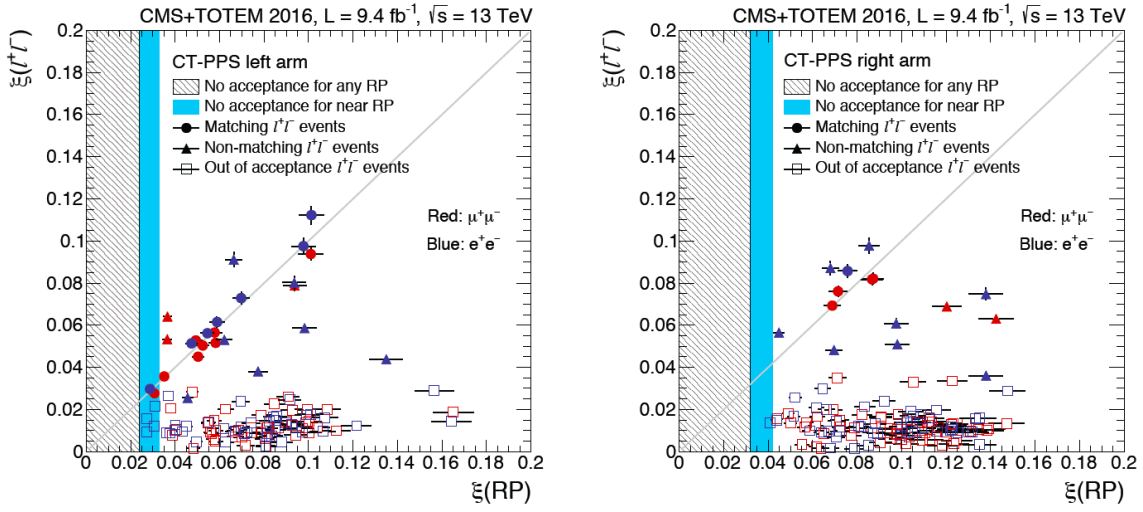 CMS+TOTEM 2016, L = 9.4 fb⁻¹, √s = 13 TeV
ξ(l⁺l⁻)
0.2
0.18
0.16
0.14
0.12
0.1
0.08
0.06
0.04
0.02
0
CT-PPS left arm
No acceptance for any RP
No acceptance for near RP
Matching l⁺l⁻ events
Non-matching l⁺l⁻ events
Out of acceptance l⁺l⁻ events
Red: μ⁺μ⁻
Blue: e⁺e⁻
0 0.02 0.04 0.06 0.08 0.1 0.12 0.14 0.16 0.18 0.2
ξ(RP)
CMS+TOTEM 2016, L = 9.4 fb⁻¹, √s = 13 TeV
ξ(l⁺l⁻)
0.2
0.18
0.16
0.14
0.12
0.1
0.08
0.06
0.04
0.02
0
CT-PPS right arm
No acceptance for any RP
No acceptance for near RP
Matching l⁺l⁻ events
Non-matching l⁺l⁻ events
Out of acceptance l⁺l⁻ events
Red: μ⁺μ⁻
Blue: e⁺e⁻
0 0.02 0.04 0.06 0.08 0.1 0.12 0.14 0.16 0.18 0.2
ξ(RP)